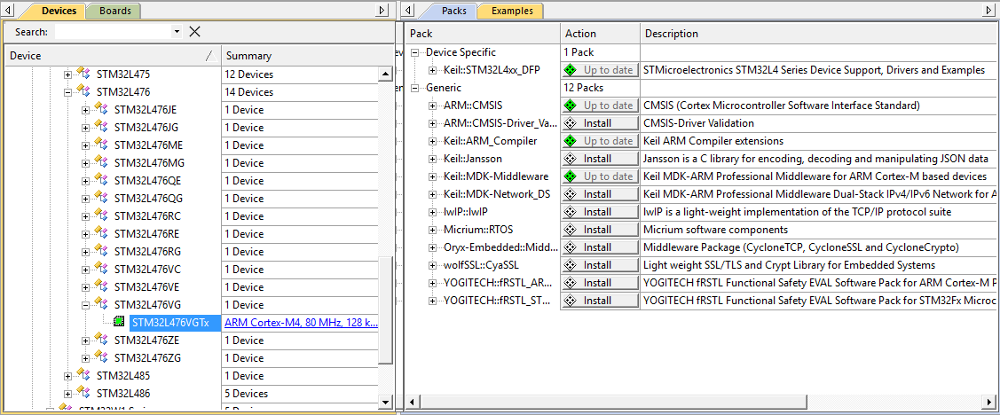 Devices
Boards
Search:
Device
Summary
STM32L475
12 Devices
STM32L476
14 Devices
STM32L476JE
1 Device
STM32L476JG
1 Device
STM32L476ME
1 Device
STM32L476MG
1 Device
STM32L476QE
1 Device
STM32L476QG
1 Device
STM32L476RC
1 Device
STM32L476RE
1 Device
STM32L476RG
1 Device
STM32L476VC
1 Device
STM32L476VE
1 Device
STM32L476VG
1 Device
STM32L476VGTx
ARM Cortex-M4, 80 MHz, 128 k...
STM32L476ZE
1 Device
STM32L476ZG
1 Device
STM32L485
1 Device
STM32L486
5 Devices
Packs
Examples
Pack
Action
Description
Device Specific
1 Pack
Keil::STM32L4xx_DFP
Up to date
STMicroelectronics STM32L4 Series Device Support, Drivers and Examples
Generic
12 Packs
ARM::CMSIS
Up to date
CMSIS (Cortex Microcontroller Software Interface Standard)
ARM::CMSIS-Driver_Va...
Install
CMSIS-Driver Validation
Keil::ARM_Compiler
Up to date
Keil ARM Compiler extensions
Keil::Jansson
Install
Jansson is a C library for encoding, decoding and manipulating JSON data
Keil::MDK-Middleware
Up to date
Keil MDK-ARM Professional Middleware for ARM Cortex-M based devices
Keil::MDK-Network_DS
Install
Keil MDK-ARM Professional Middleware Dual-Stack IPv4/IPv6 Network for A
lwIP::lwIP
Install
lwIP is a light-weight implementation of the TCP/IP protocol suite
Micrium::RTOS
Install
Micrium software components
Oryx-Embedded::Midd...
Install
Middleware Package (CycloneTCP, CycloneSSL and CycloneCrypto)
wolfSSL::CyaSSL
Install
Light weight SSL/TLS and Crypt Library for Embedded Systems
YOGITECH::fRSTL_AR...
Install
YOGITECH fRSTL Functional Safety EVAL Software Pack for ARM Cortex-M P
YOGITECH::fRSTL_ST...
Install
YOGITECH fRSTL Functional Safety EVAL Software Pack for STM32Fx Microc